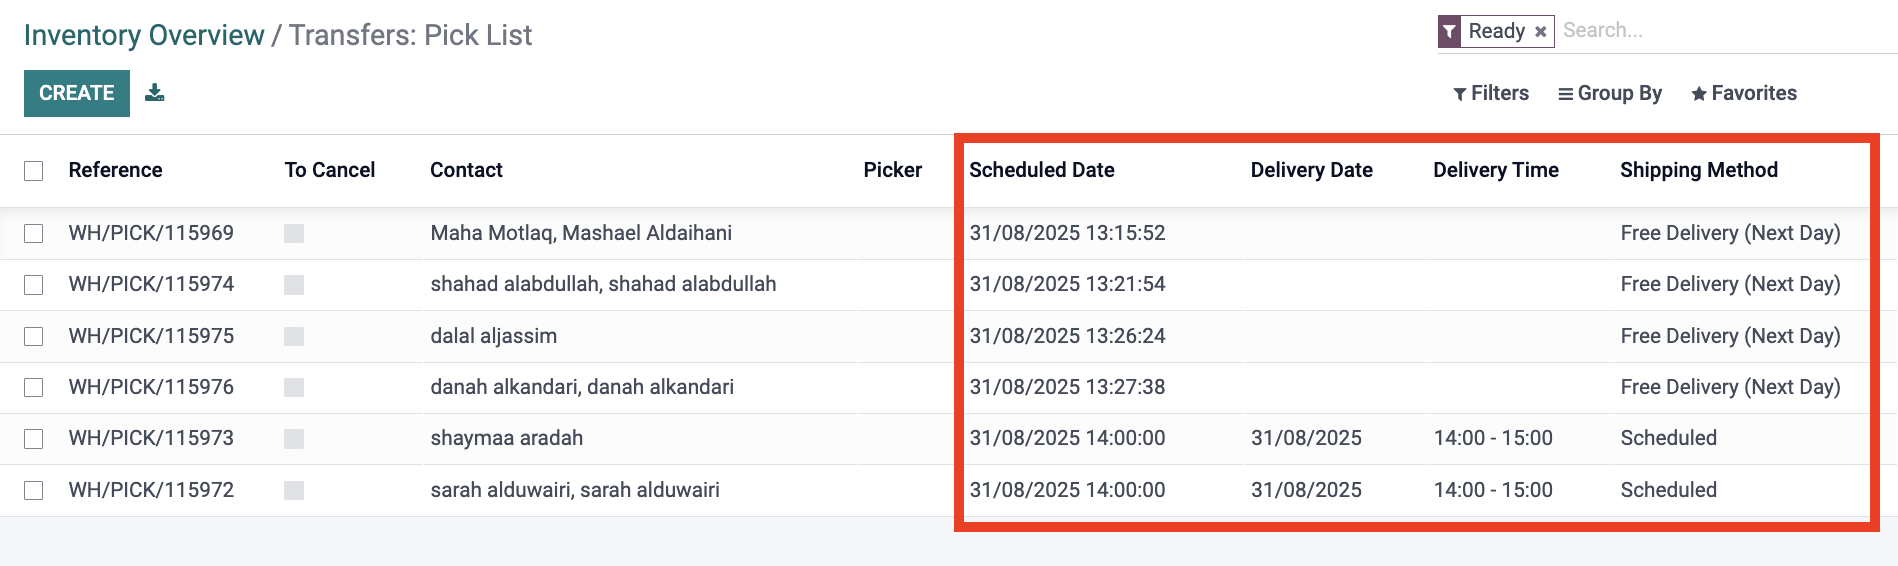 Inventory Overview / Transfers: Pick List
Ready × Search...
CREATE
Filters Group By Favorites
Reference To Cancel Contact Picker Scheduled Date Delivery Date Delivery Time Shipping Method
WH/PICK/115969 Maha Motlaq, Mashael Aldaihani 31/08/2025 13:15:52 Free Delivery (Next Day)
WH/PICK/115974 shahad alabdullah, shahad alabdullah 31/08/2025 13:21:54 Free Delivery (Next Day)
WH/PICK/115975 dalal aljassim 31/08/2025 13:26:24 Free Delivery (Next Day)
WH/PICK/115976 danah alkandari, danah alkandari 31/08/2025 13:27:38 Free Delivery (Next Day)
WH/PICK/115973 shaymaa aradah 31/08/2025 14:00:00 31/08/2025 14:00 - 15:00 Scheduled
WH/PICK/115972 sarah alduwairi, sarah alduwairi 31/08/2025 14:00:00 31/08/2025 14:00 - 15:00 Scheduled